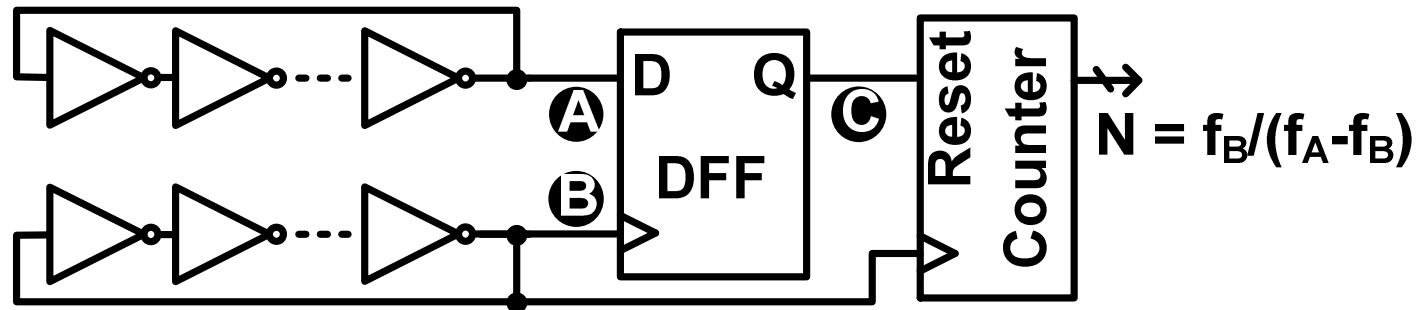 A
B
D
Q
DFF
C
Reset
Counter
N = fB/(fA-fB)